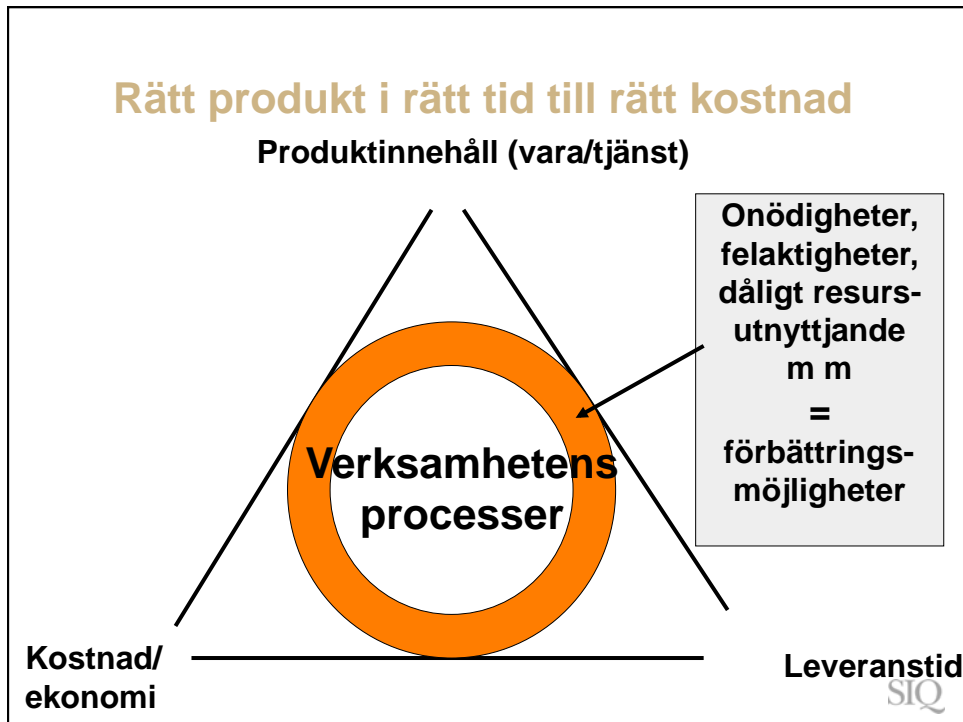 Rätt produkt i rätt tid till rätt kostnad
Produktinnehåll (vara/tjänst)
Onödigheter,
felaktigheter,
dåligt resurs-
utnyttjande
m m
=
förbättrings-
möjligheter
Verksamhetens
processer
Kostnad/
ekonomi
Leveranstid
SIQ